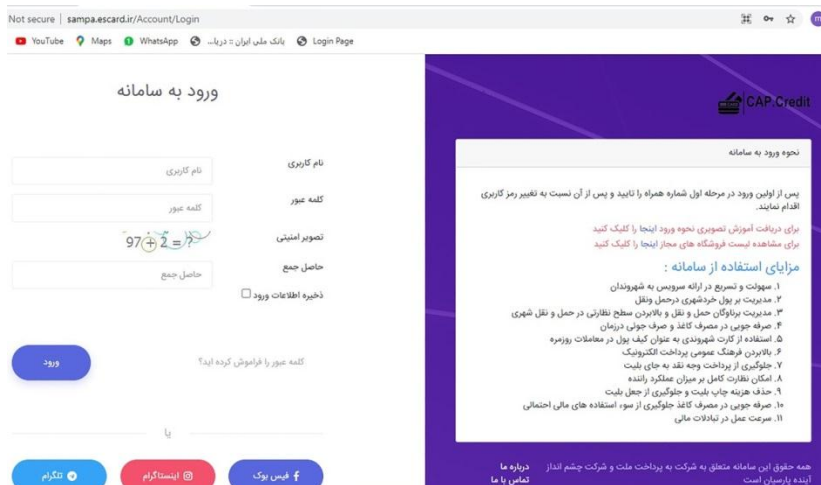 Not secure | sampa.escard.ir/Account/Login
YouTube Maps WhatsApp بانک ملی ایران :: دریا... Login Page
CAP.Credit
نحوه ورود به سامانه
پس از اولین ورود در مرحله اول شماره همراه را تایید و پس از آن نسبت به تغییر رمز کاربری
اقدام نمایند.
برای دریافت آموزش تصویری نحوه ورود اینجا را کلیک کنید
برای مشاهده لیست فروشگاه های مجاز اینجا را کلیک کنید
مزایای استفاده از سامانه :
۱. سهولت و تسریع در ارائه سرویس به شهروندان
۲. مدیریت بر پول خردشهری درحمل ونقل
۳. مدیریت برناوگان حمل و نقل و بالابردن سطح نظارتی در حمل و نقل شهری
۴. صرفه جویی در مصرف کاغذ و صرف جوئی درزمان
۵. استفاده از کارت شهروندی به عنوان کیف پول در معاملات روزمره
۶. بالابردن فرهنگ عمومی پرداخت الکترونیک
۷. جلوگیری از پرداخت وجه نقد به جای بلیت
۸. امکان نظارت کامل بر میزان عملکرد راننده
۹. حذف هزینه چاپ بلیت و جلوگیری از جعل بلیت
۱۰. صرفه جویی در مصرف کاغذ جلوگیری از سوء استفاده های مالی احتمالی
۱۱. سرعت عمل در تبادلات مالی
همه حقوق این سامانه متعلق به شرکت به پرداخت ملت و شرکت چشم انداز
آینده پارسیان است
درباره ما
تماس با ما
ورود به سامانه
نام کاربری نام کاربری
کلمه عبور کلمه عبور
تصویر امنیتی 97 + 2 = ?
حاصل جمع حاصل جمع
ذخیره اطلاعات ورود
کلمه عبور را فراموش کرده اید؟ ورود
یا
فیس بوک اینستاگرام تلگرام